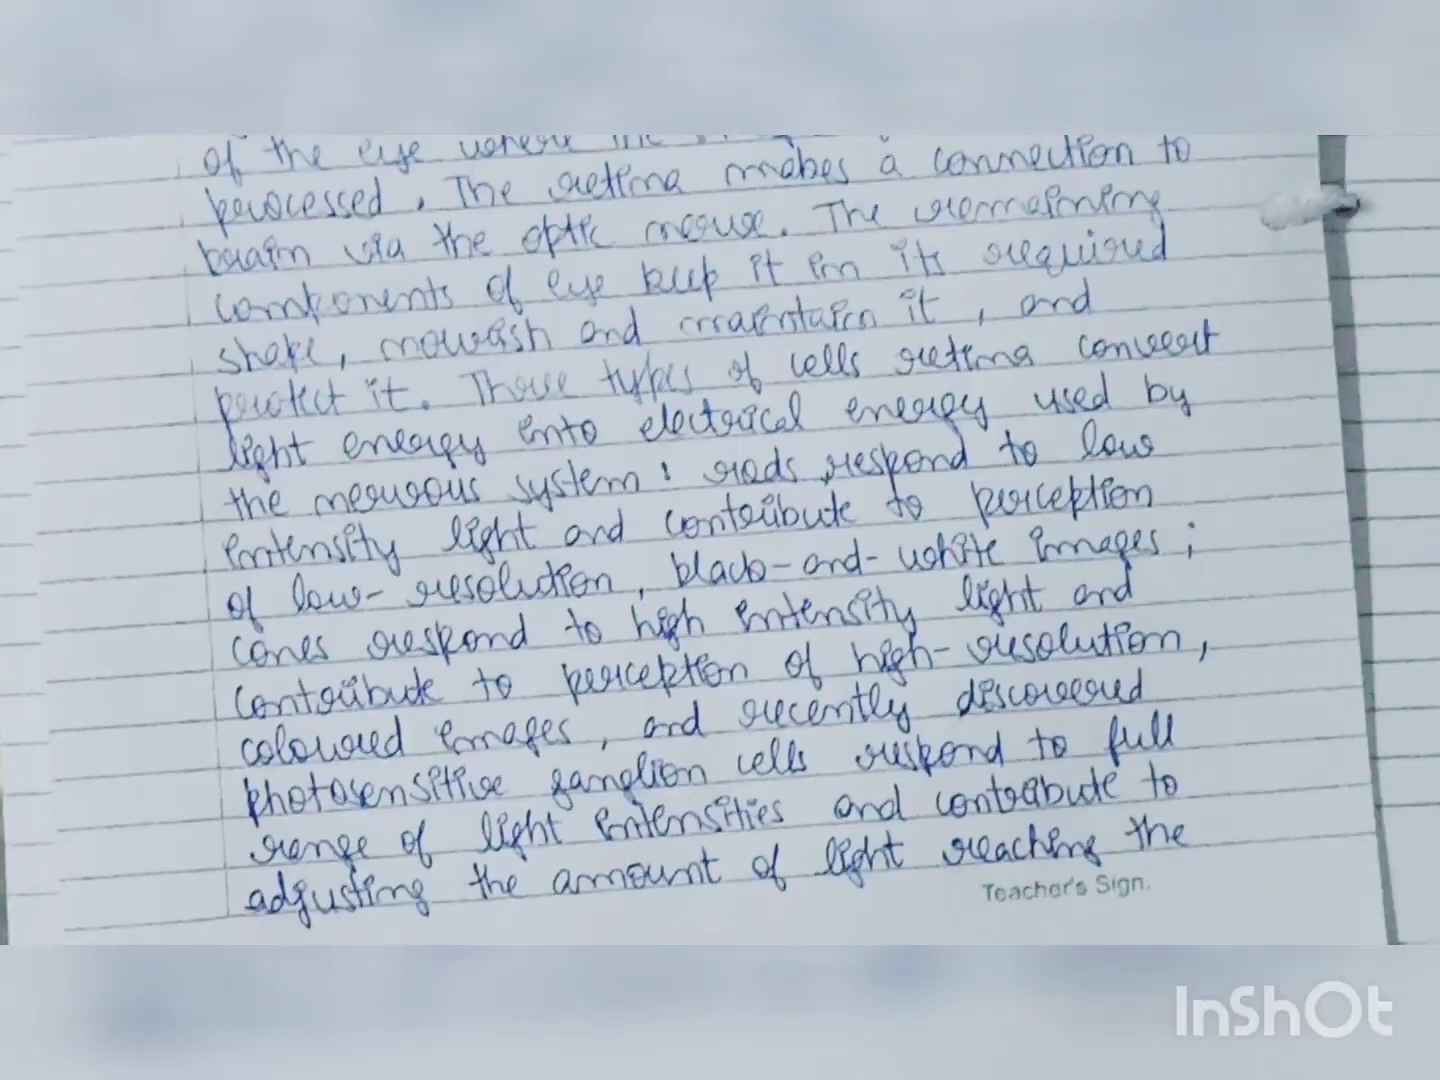 of the eye where the
processed. The retina makes a connection to
brain via the optic nerve. The remaining
components of eye keep it in its required
shape, nourish and maintain it, and
protect it. Three types of cells retina convert
light energy into electrical energy used by
the nervous system: rods respond to low
intensity light and contribute to perception
of low-resolution, black-and-white images;
cones respond to high intensity light and
contribute to perception of high-resolution,
coloured images, and recently discovered
photosensitive ganglion cells respond to full
range of light intensities and contribute to
adjusting the amount of light reaching the
Teacher's Sign.
InShOt